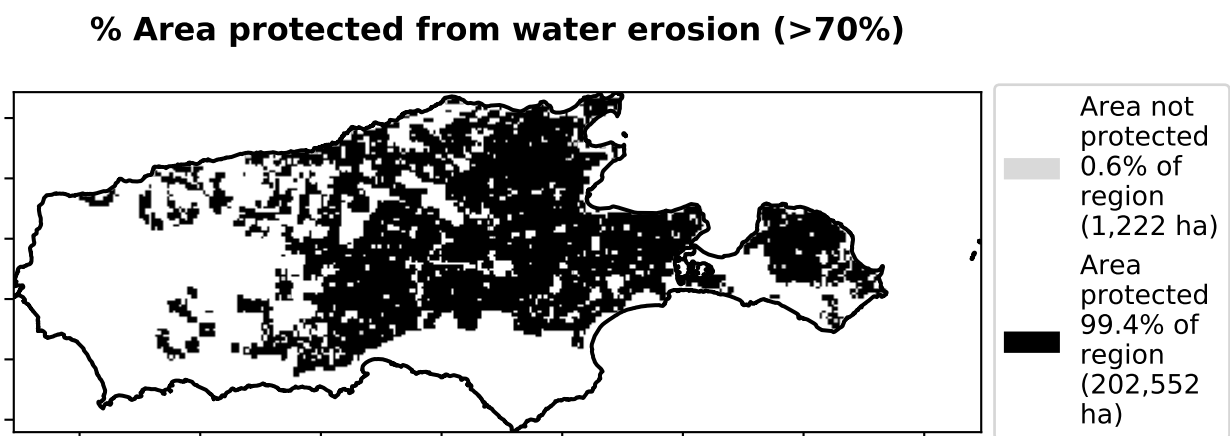 % Area protected from water erosion (>70%)
Area not
protected
0.6% of
region
(1,222 ha)
Area
protected
99.4% of
region
(202,552
ha)